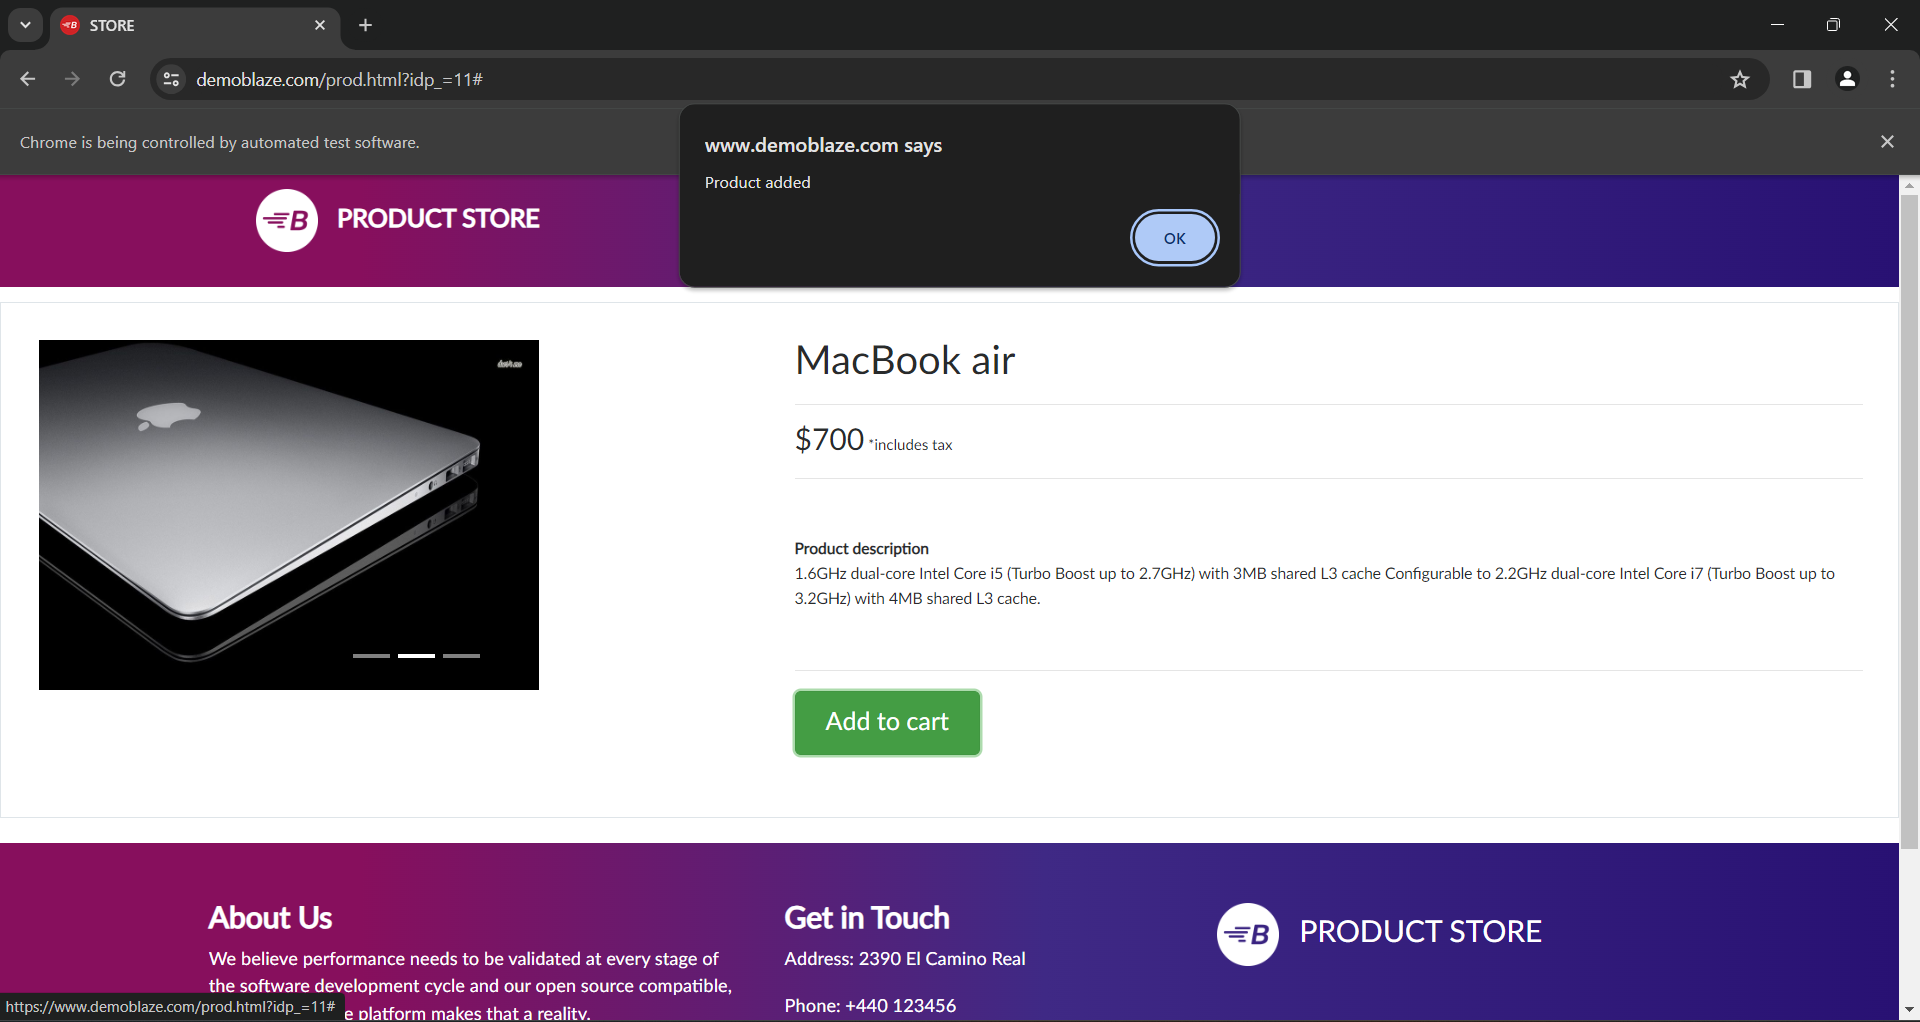 STORE
demoblaze.com/prod.html?idp_=11#
Chrome is being controlled by automated test software.
www.demoblaze.com says
Product added
OK
B PRODUCT STORE
MacBook air
$700 *includes tax
Product description
1.6GHz dual-core Intel Core i5 (Turbo Boost up to 2.7GHz) with 3MB shared L3 cache Configurable to 2.2GHz dual-core Intel Core i7 (Turbo Boost up to
3.2GHz) with 4MB shared L3 cache.
Add to cart
About Us
We believe performance needs to be validated at every stage of
the software development cycle and our open source compatible,
e platform makes that a reality.
Get in Touch
Address: 2390 El Camino Real
Phone: +440 123456
B PRODUCT STORE
https://www.demoblaze.com/prod.html?idp_=11#